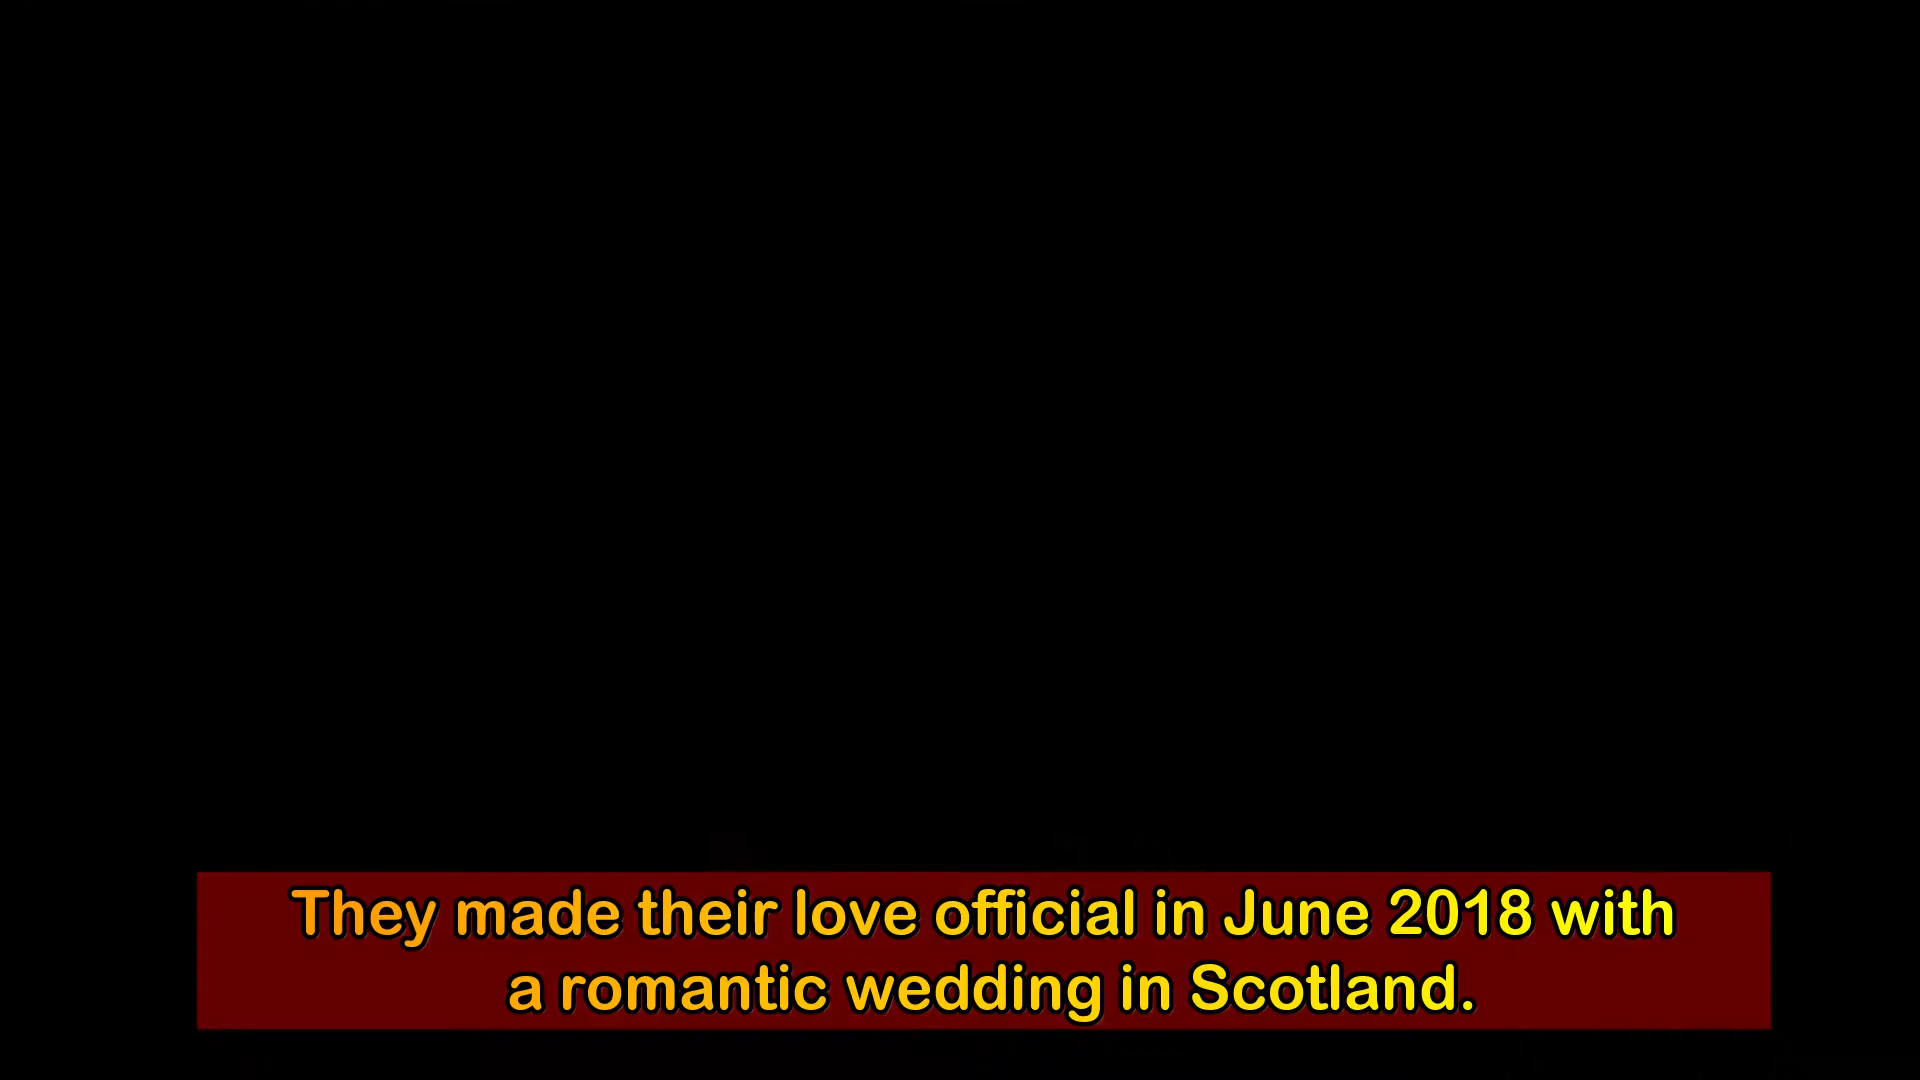 They made their love official in June 2018 with
a romantic wedding in Scotland.